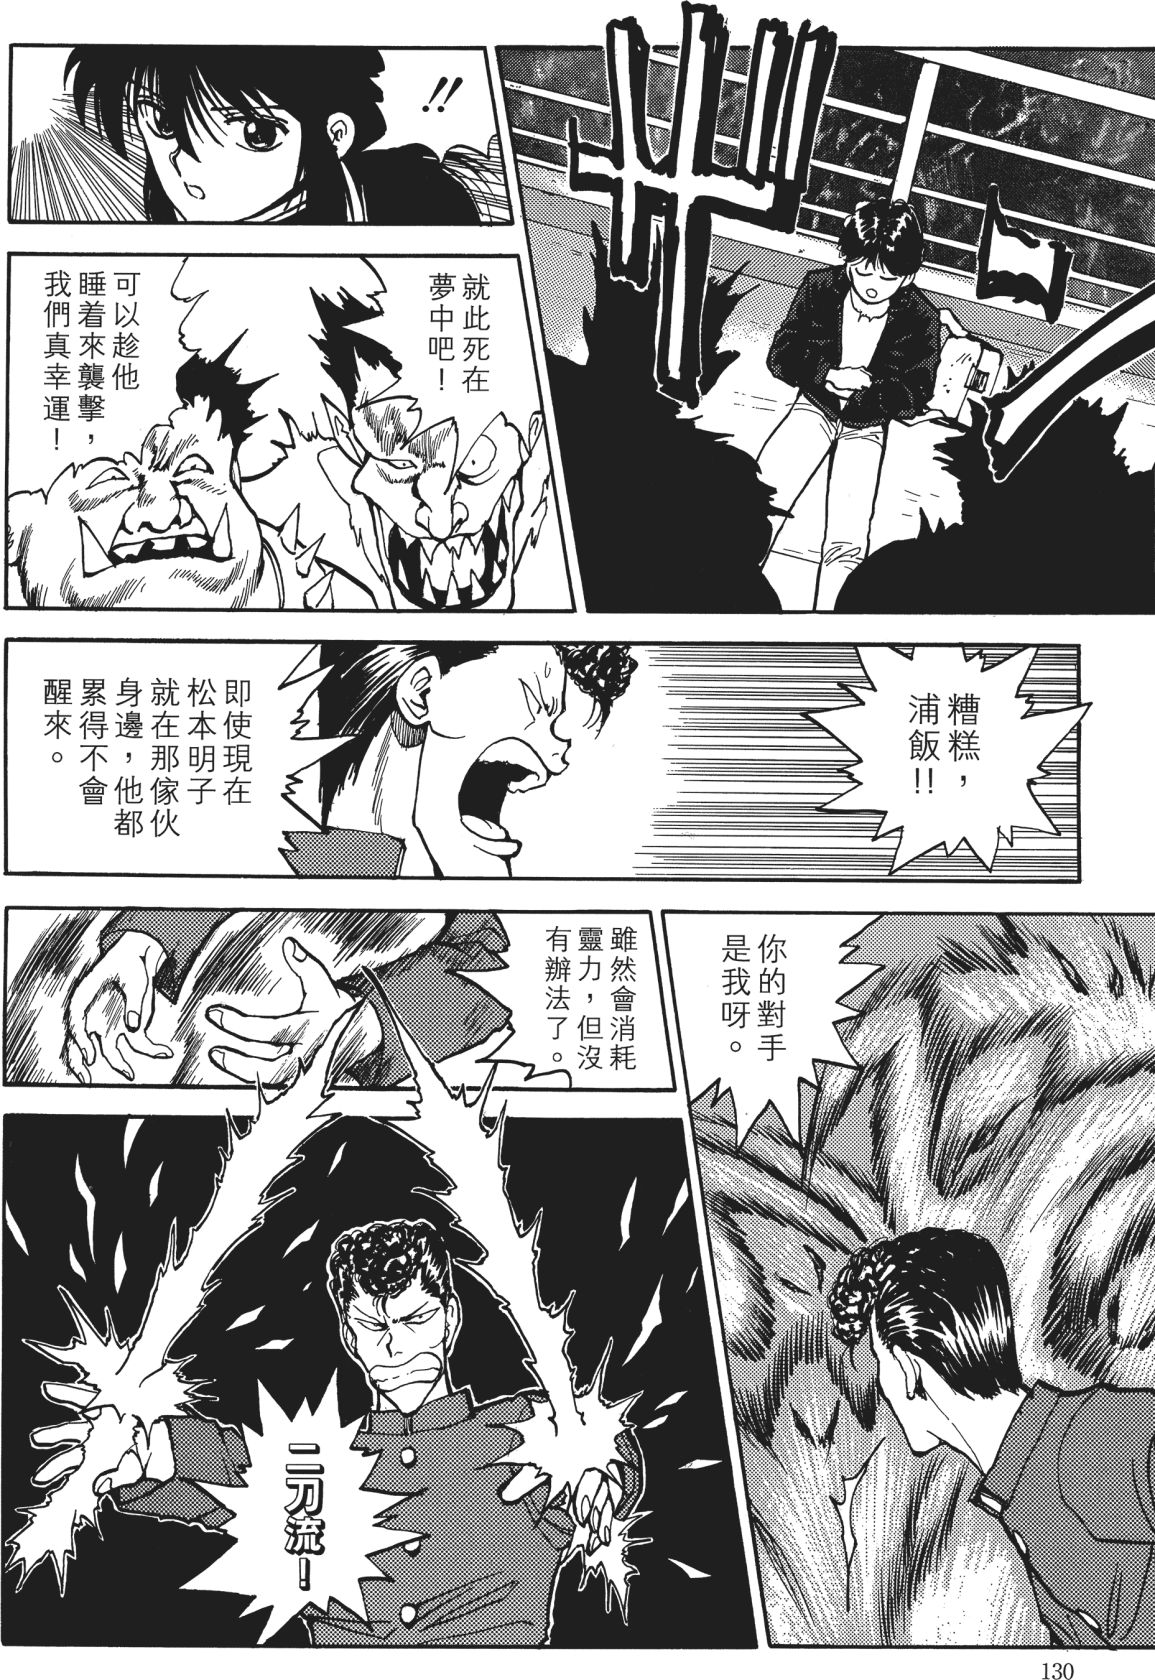 !!
就此死在
夢中吧！
可以趁他
睡着來襲擊，
我們真幸運！
糟糕，
浦飯!!
即使現在
松本明子
就在那傢伙
身邊，他都
累得不會
醒來。
你的對手
是我呀。
雖然會消耗
靈力，但沒
有辦法了。
二刀流！
130